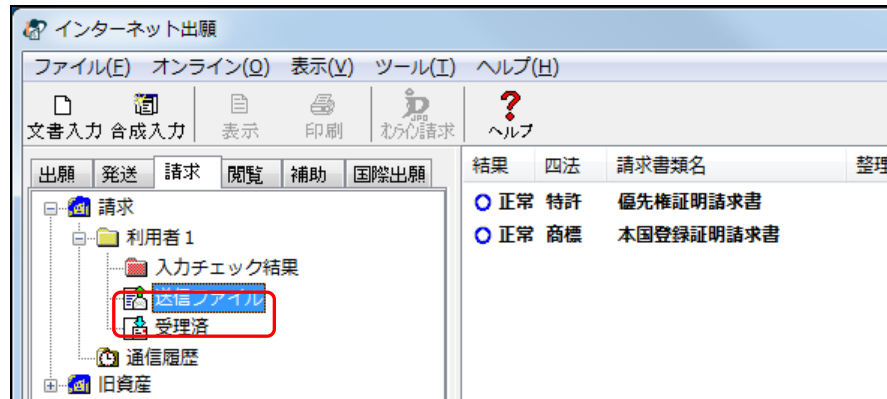 インターネット出願
ファイル(F) オンライン(O) 表示(V) ツール(T) ヘルプ(H)
文書入力 合成入力 表示 印刷 オンライン請求 ヘルプ
出願 発送 請求 閲覧 補助 国際出願
結果 四法 請求書類名 整理
請求
利用者1
入力チェック結果
送信ファイル
受理済
通信履歴
旧資産
正常 特許 優先権証明請求書
正常 商標 本国登録証明請求書